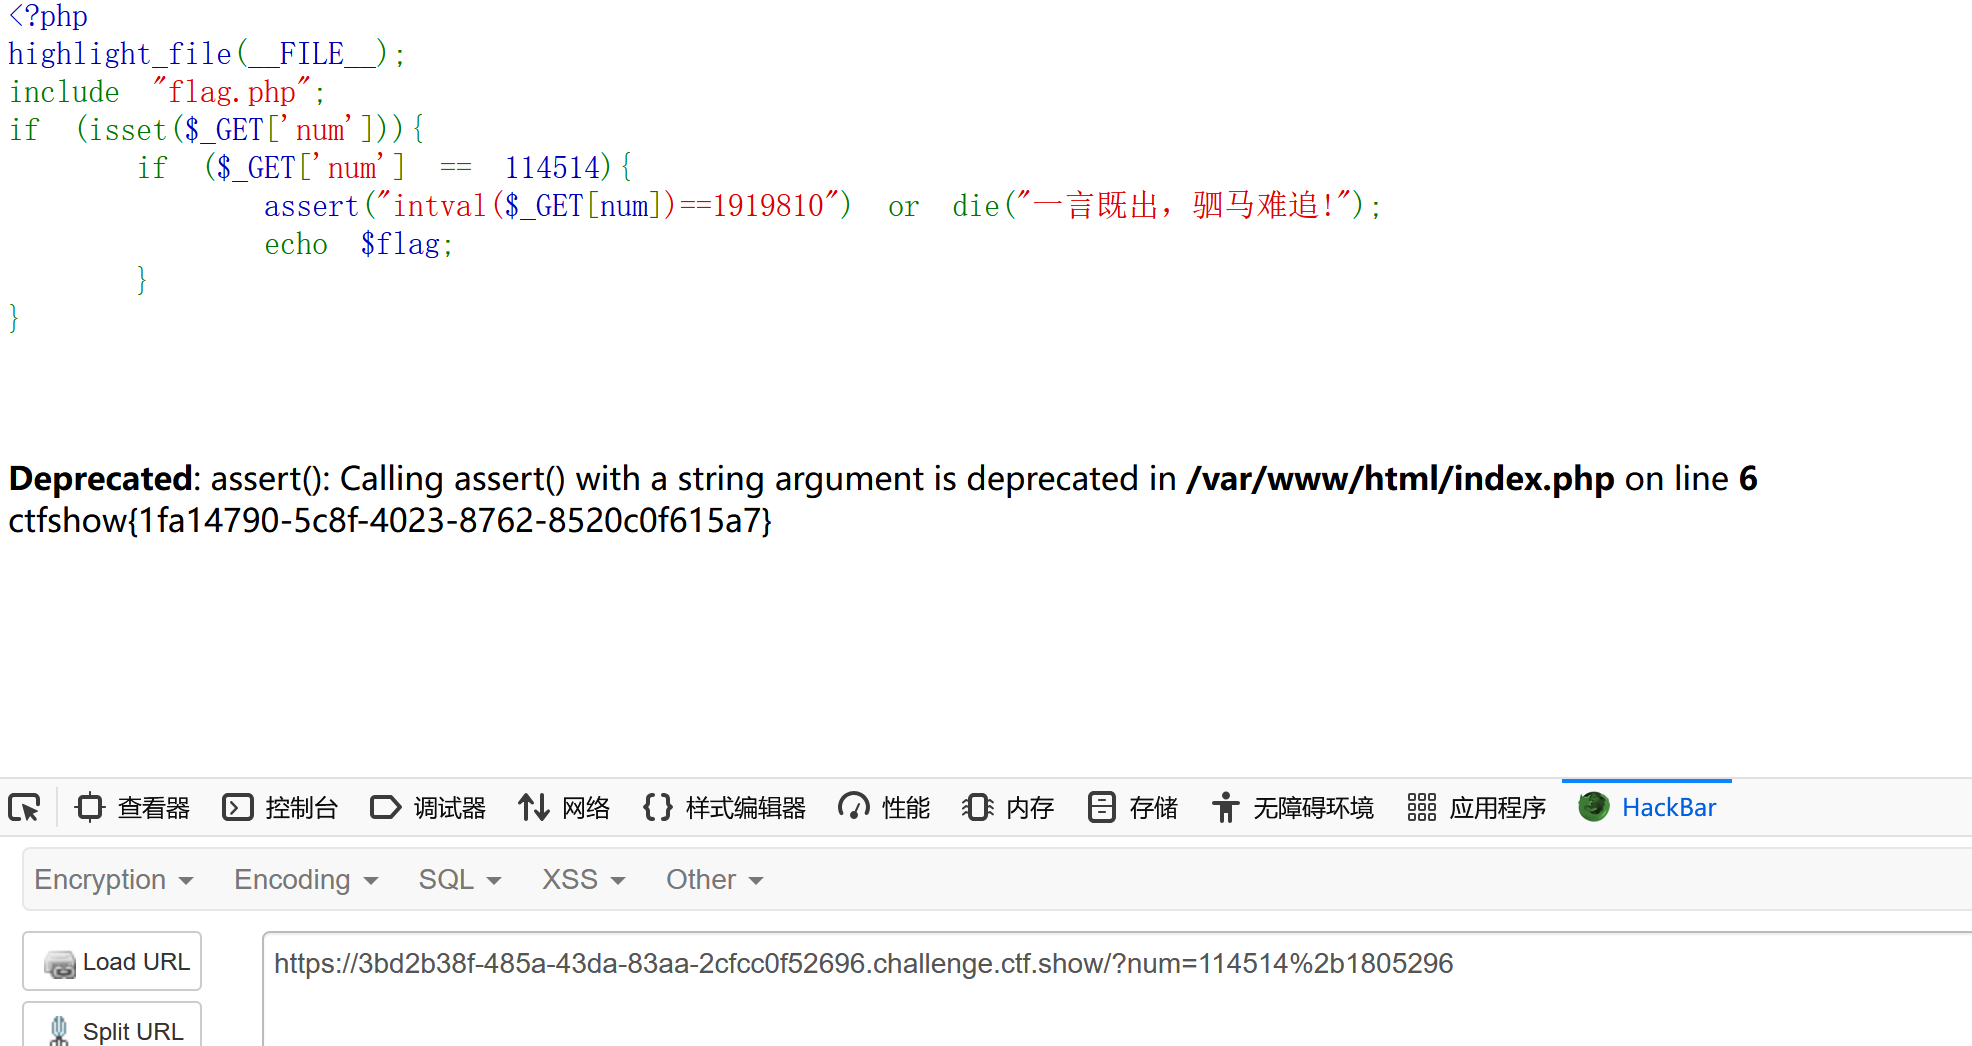 <?php
highlight_file(__FILE__);
include "flag.php";
if (isset($_GET['num'])){
if ($_GET['num'] == 114514){
assert("intval($_GET[num])==1919810") or die("一言既出，驷马难追!");
echo $flag;
}
}
Deprecated: assert(): Calling assert() with a string argument is deprecated in /var/www/html/index.php on line 6
ctfshow{1fa14790-5c8f-4023-8762-8520c0f615a7}
查看器 控制台 调试器 网络 样式编辑器 性能 内存 存储 无障碍环境 应用程序 HackBar
Encryption Encoding SQL XSS Other
Load URL https://3bd2b38f-485a-43da-83aa-2cfcc0f52696.challenge.ctf.show/?num=114514%2b1805296
Split URL